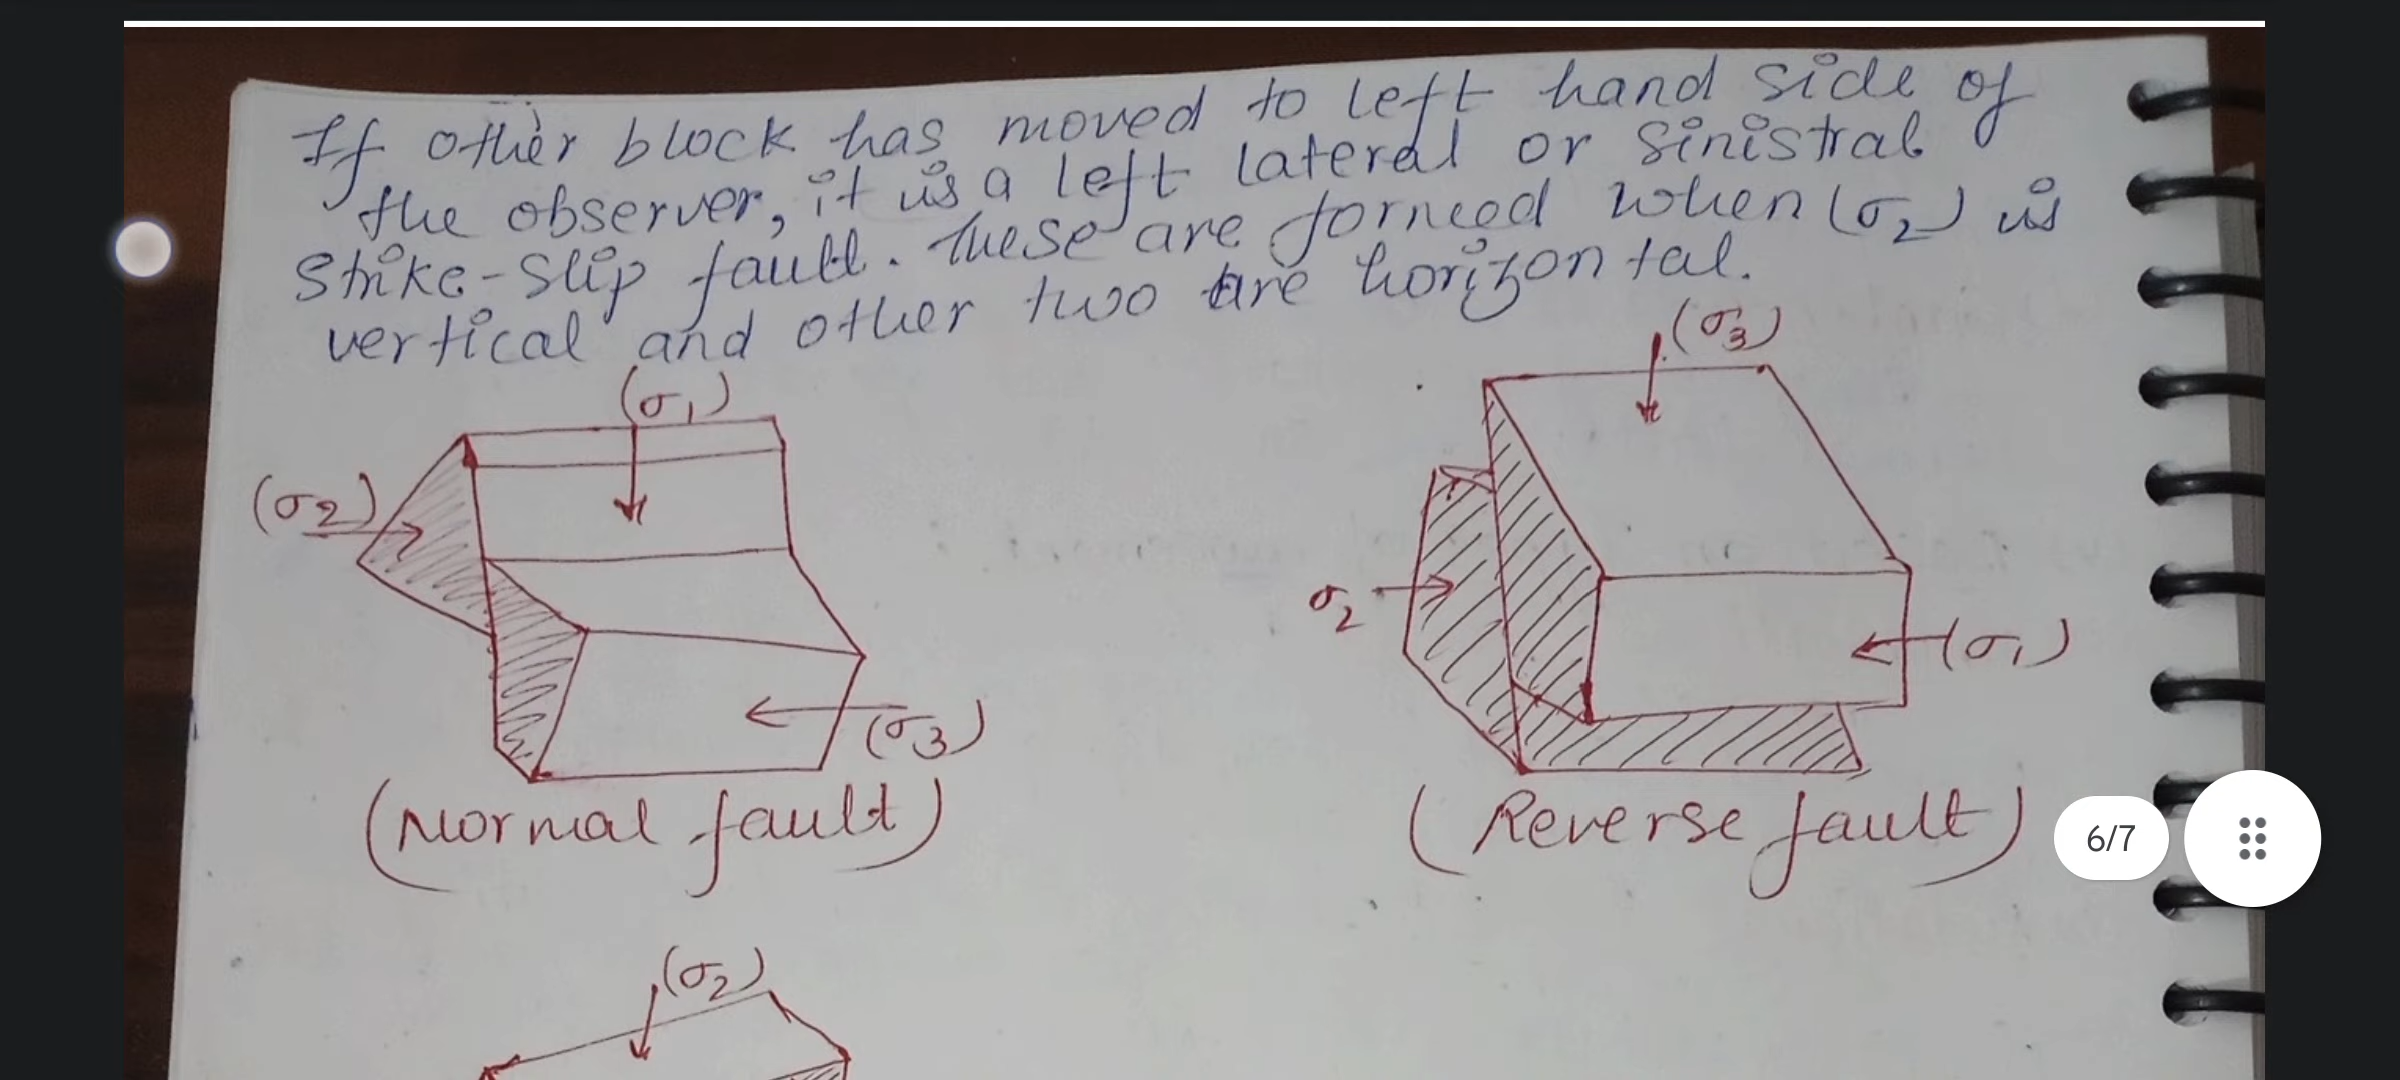 If other block has moved to left hand side of
the observer, it is a left lateral or sinistral
strike-slip fault. These are formed when (σ2) is
vertical and other two are horizontal.
(σ1)
(σ3)
(σ2)
σ2
(σ1)
(σ3)
(Normal fault)
(Reverse fault)
6/7
(σ2)